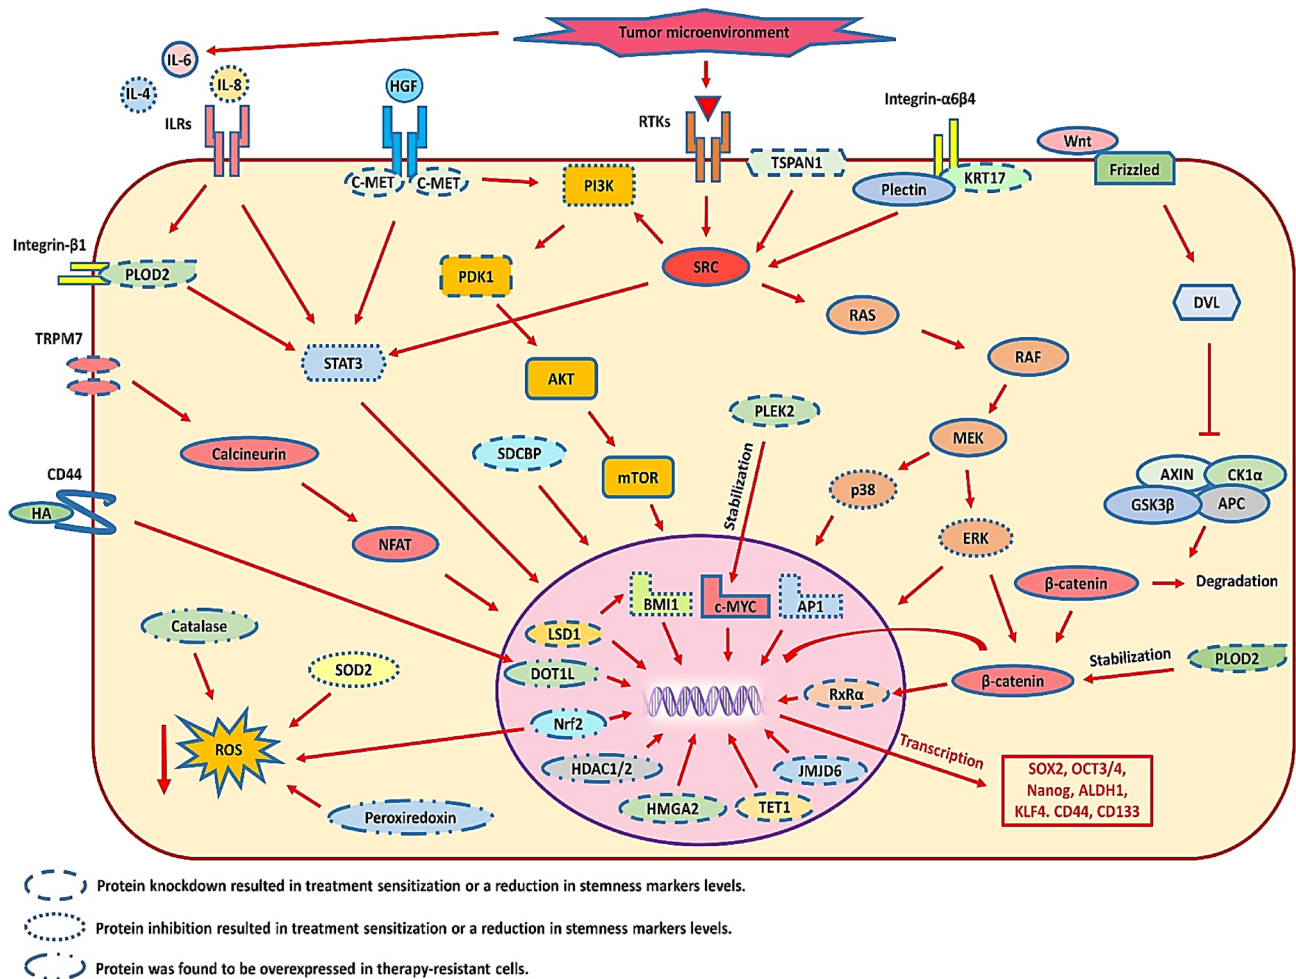 Tumor microenvironment
IL-6
IL-4
IL-8
ILRs
HGF
RTKs
Integrin-α6β4
Wnt
Frizzled
C-MET
C-MET
PI3K
TSPAN1
Plectin
KRT17
Integrin-β1
PLOD2
PDK1
SRC
DVL
RAS
TRPM7
STAT3
AKT
RAF
PLEK2
MEK
Calcineurin
SDCBP
mTOR
Stabilization
p38
AXIN
CK1α
GSK3β
APC
CD44
HA
NFAT
ERK
β-catenin
Degradation
BMI1
c-MYC
AP1
Catalase
LSD1
DOT1L
SOD2
Stabilization
PLOD2
β-catenin
RxRα
Nrf2
ROS
HDAC1/2
JMJD6
Transcription
HMGA2
TET1
Peroxiredoxin
SOX2, OCT3/4,
Nanog, ALDH1,
KLF4. CD44, CD133
Protein knockdown resulted in treatment sensitization or a reduction in stemness markers levels.
Protein inhibition resulted in treatment sensitization or a reduction in stemness markers levels.
Protein was found to be overexpressed in therapy-resistant cells.